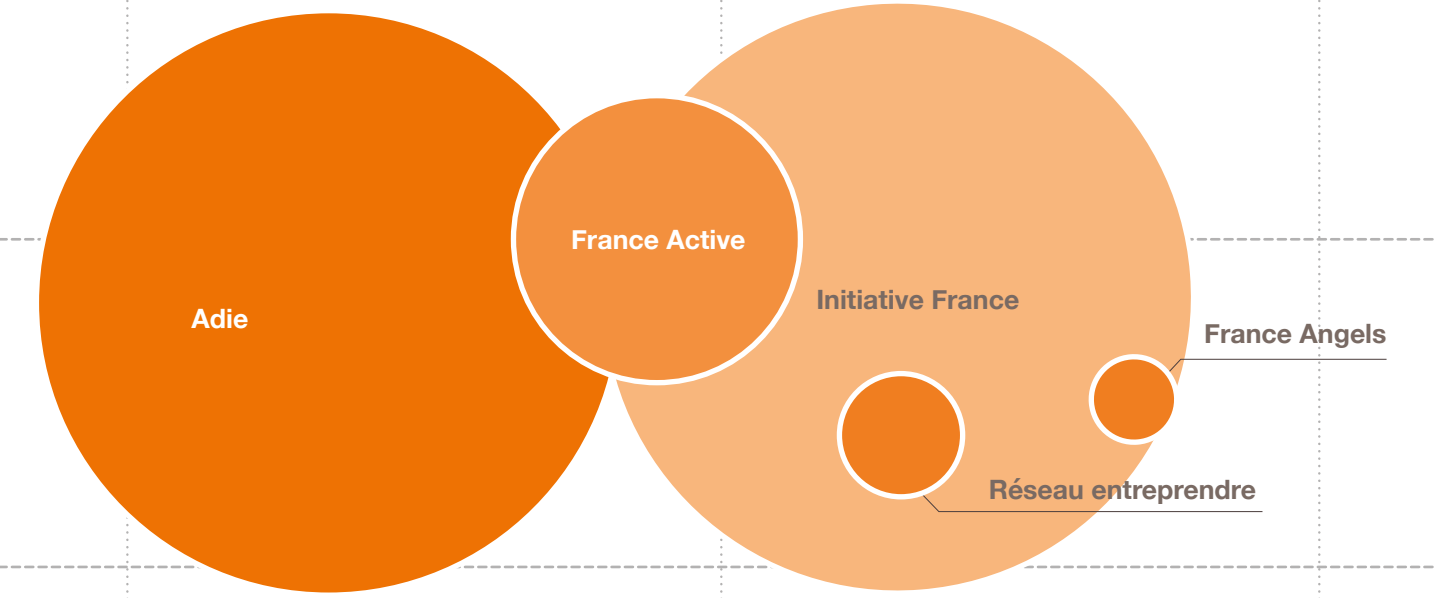 France Active
Initiative France
Adie
France Angels
Réseau entreprendre